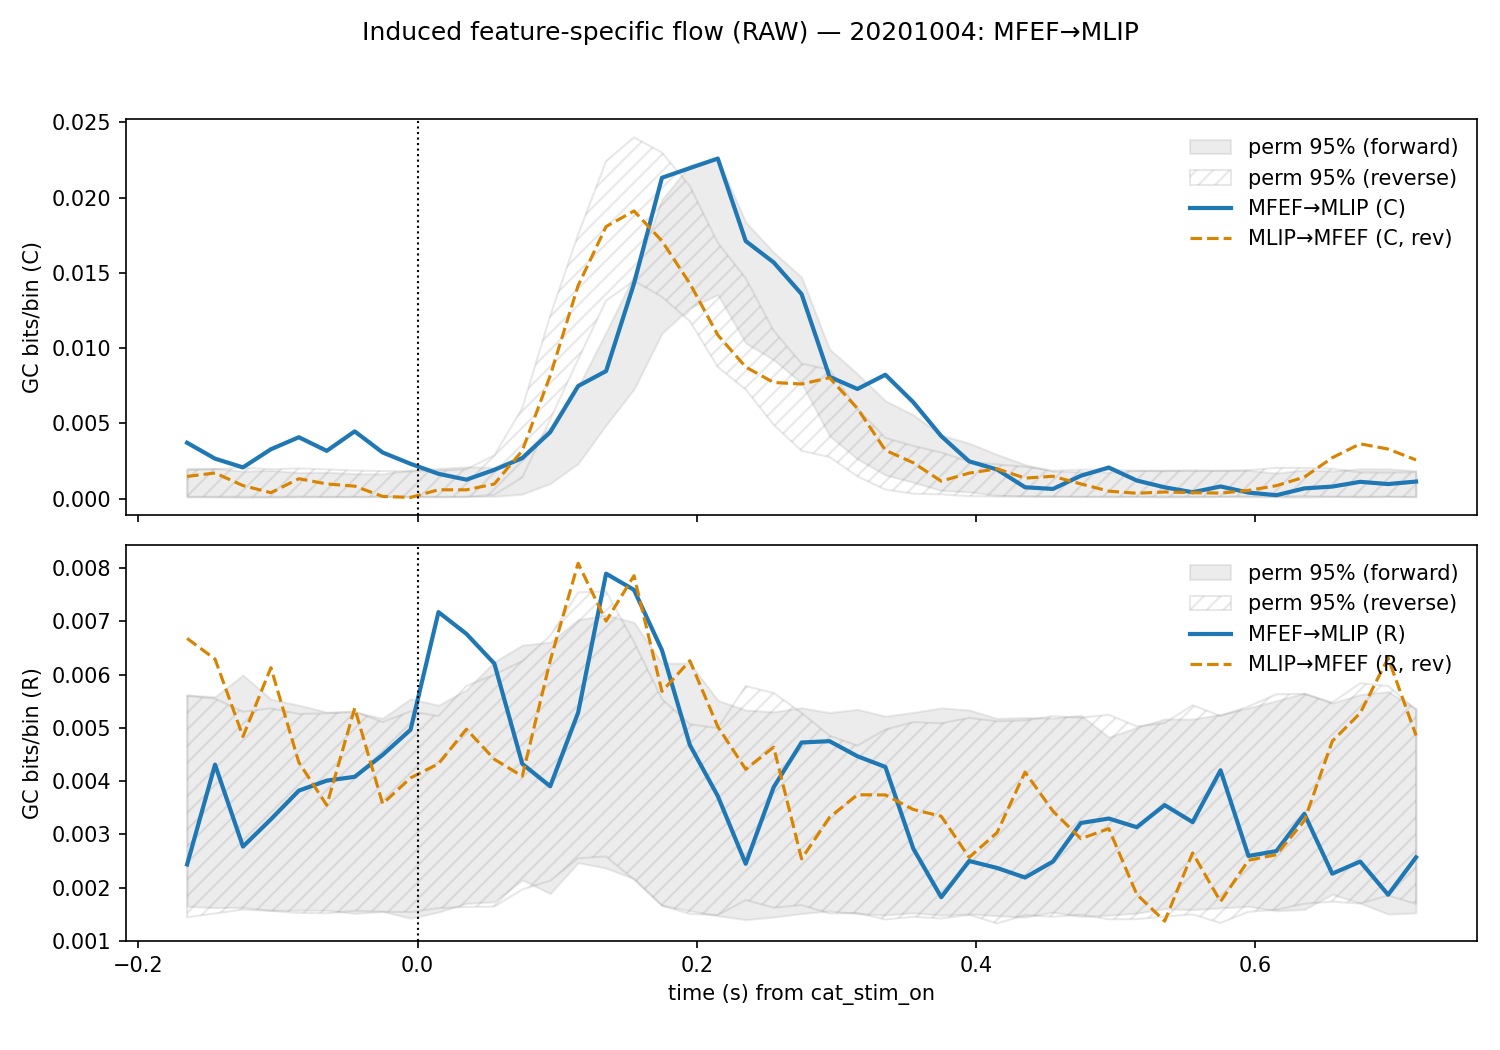 Induced feature-specific flow (RAW) — 20201004: MFEF→MLIP
GC bits/bin (C)
0.025
0.020
0.015
0.010
0.005
0.000
perm 95% (forward)
perm 95% (reverse)
MFEF→MLIP (C)
MLIP→MFEF (C, rev)
GC bits/bin (R)
0.008
0.007
0.006
0.005
0.004
0.003
0.002
0.001
perm 95% (forward)
perm 95% (reverse)
MFEF→MLIP (R)
MLIP→MFEF (R, rev)
−0.2 0.0 0.2 0.4 0.6
time (s) from cat_stim_on